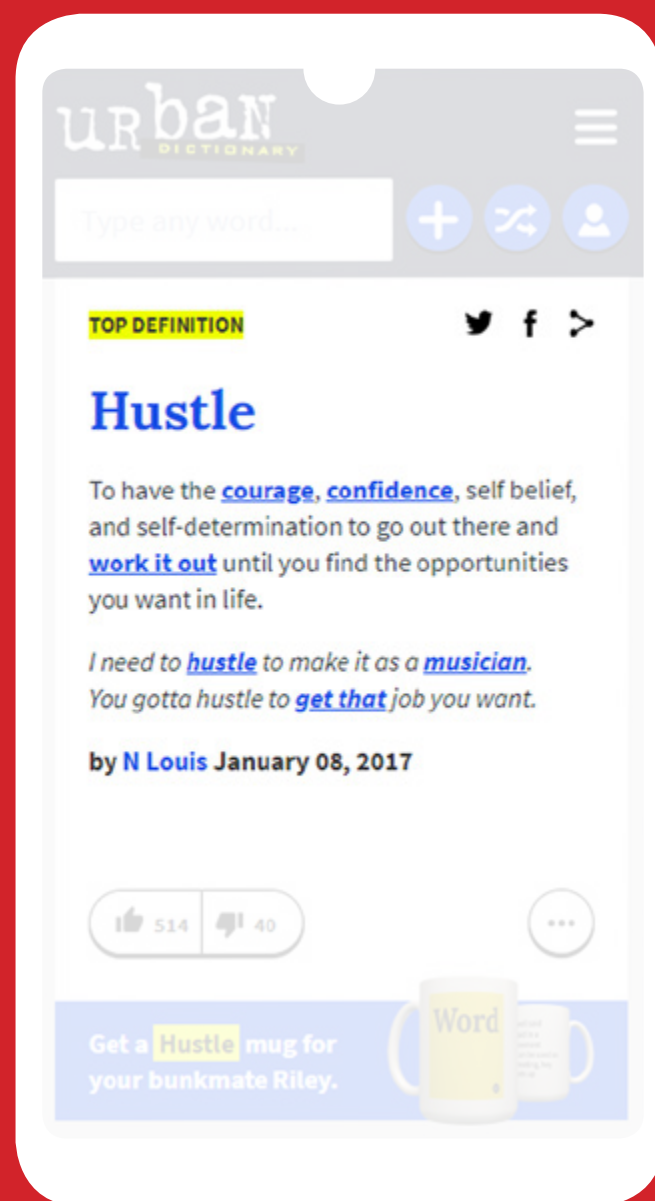 urban
DICTIONARY
Type any word...
TOP DEFINITION
Hustle
To have the courage, confidence, self belief,
and self-determination to go out there and
work it out until you find the opportunities
you want in life.
I need to hustle to make it as a musician.
You gotta hustle to get that job you want.
by N Louis January 08, 2017
514 40
Word
Get a Hustle mug for
your bunkmate Riley.